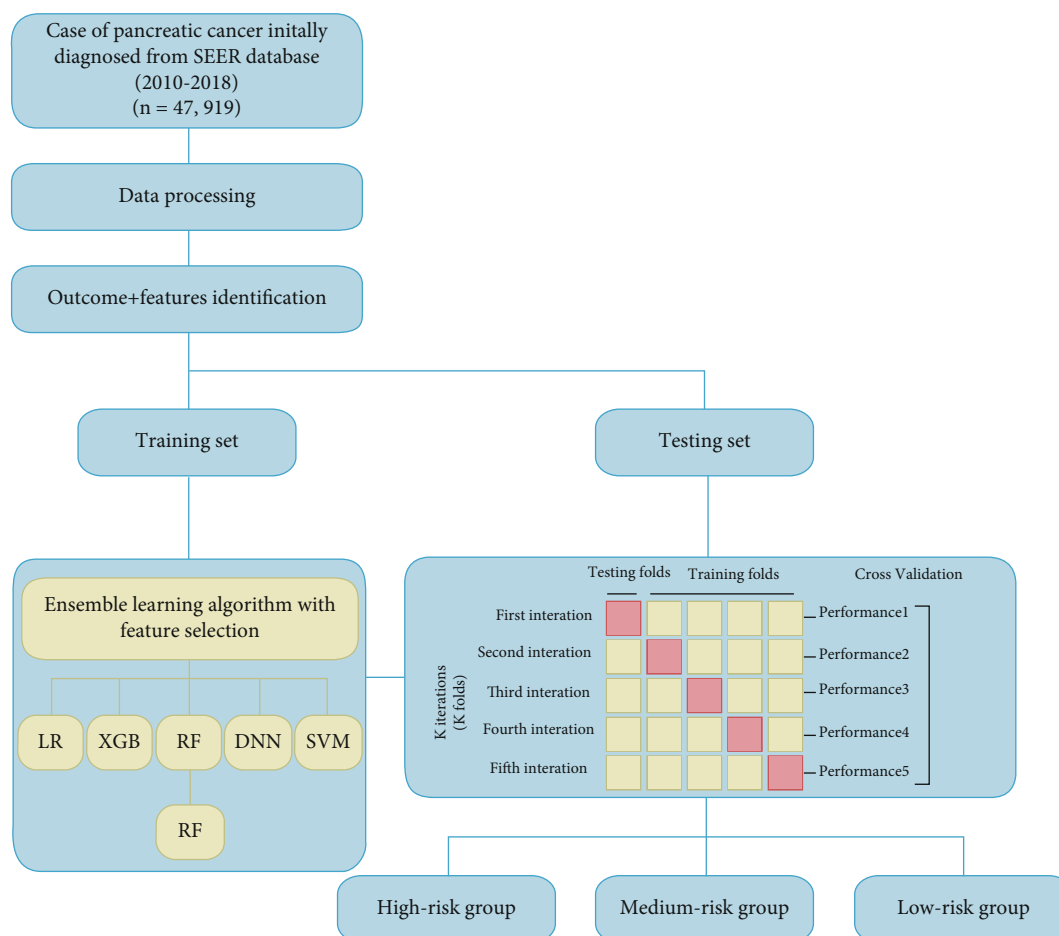 Case of pancreatic cancer initally
diagnosed from SEER database
(2010-2018)
(n = 47, 919)
Data processing
Outcome+features identification
Training set
Testing set
Ensemble learning algorithm with
feature selection
LR
XGB
RF
DNN
SVM
RF
Testing folds
Training folds
Cross Validation
K iterations
(K folds)
First interation
Performance1
Second interation
Performance2
Third interation
Performance3
Fourth interation
Performance4
Fifth interation
Performance5
High-risk group
Medium-risk group
Low-risk group